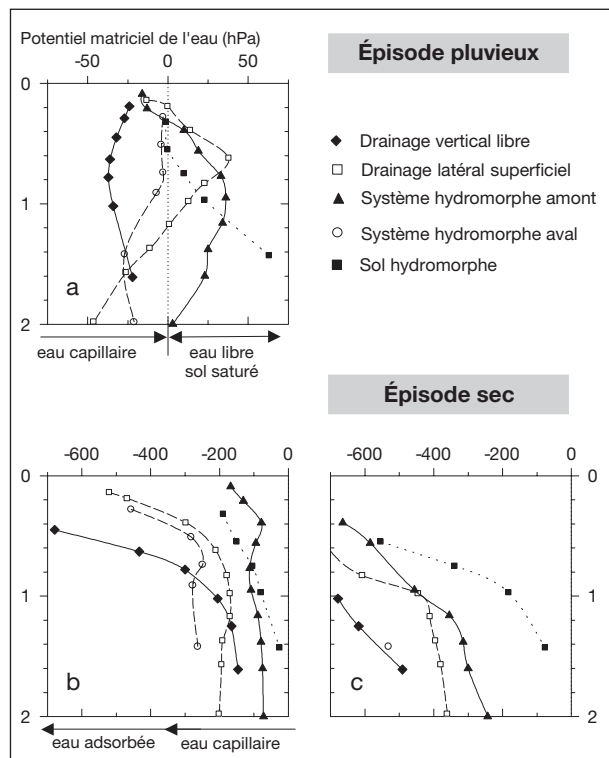 Potentiel matriciel de l'eau (hPa)
-50 0 50
0
1
2
a
eau capillaire
eau libre
sol saturé
Épisode pluvieux
Drainage vertical libre
Drainage latéral superficiel
Système hydromorphe amont
Système hydromorphe aval
Sol hydromorphe
Épisode sec
-600 -400 -200 0
0
1
2
b
eau adsorbée
eau capillaire
-600 -400 -200 0
0
1
2
c